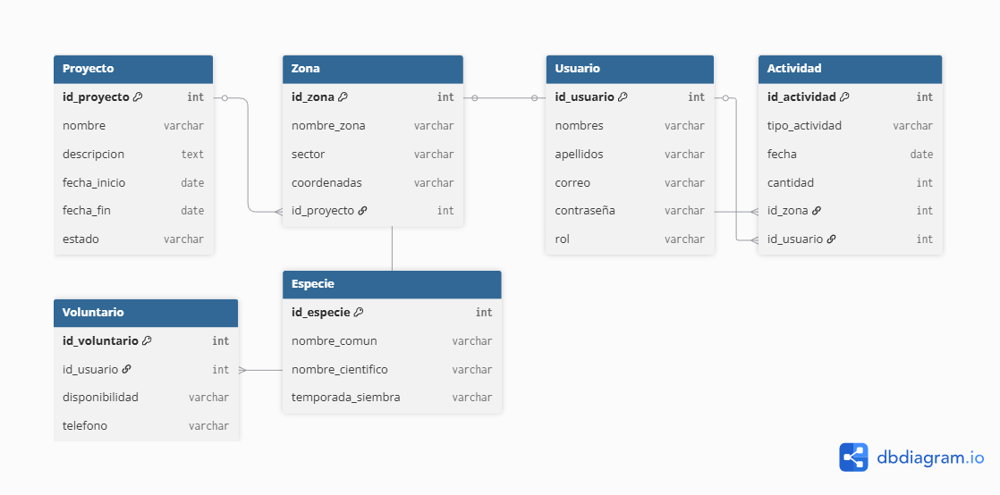 Proyecto
id_proyecto int
nombre varchar
descripcion text
fecha_inicio date
fecha_fin date
estado varchar
Zona
id_zona int
nombre_zona varchar
sector varchar
coordenadas varchar
id_proyecto int
Usuario
id_usuario int
nombres varchar
apellidos varchar
correo varchar
contraseña varchar
rol varchar
Actividad
id_actividad int
tipo_actividad varchar
fecha date
cantidad int
id_zona int
id_usuario int
Voluntario
id_voluntario int
id_usuario int
disponibilidad varchar
telefono varchar
Especie
id_especie int
nombre_comun varchar
nombre_cientifico varchar
temporada_siembra varchar
dbdiagram.io